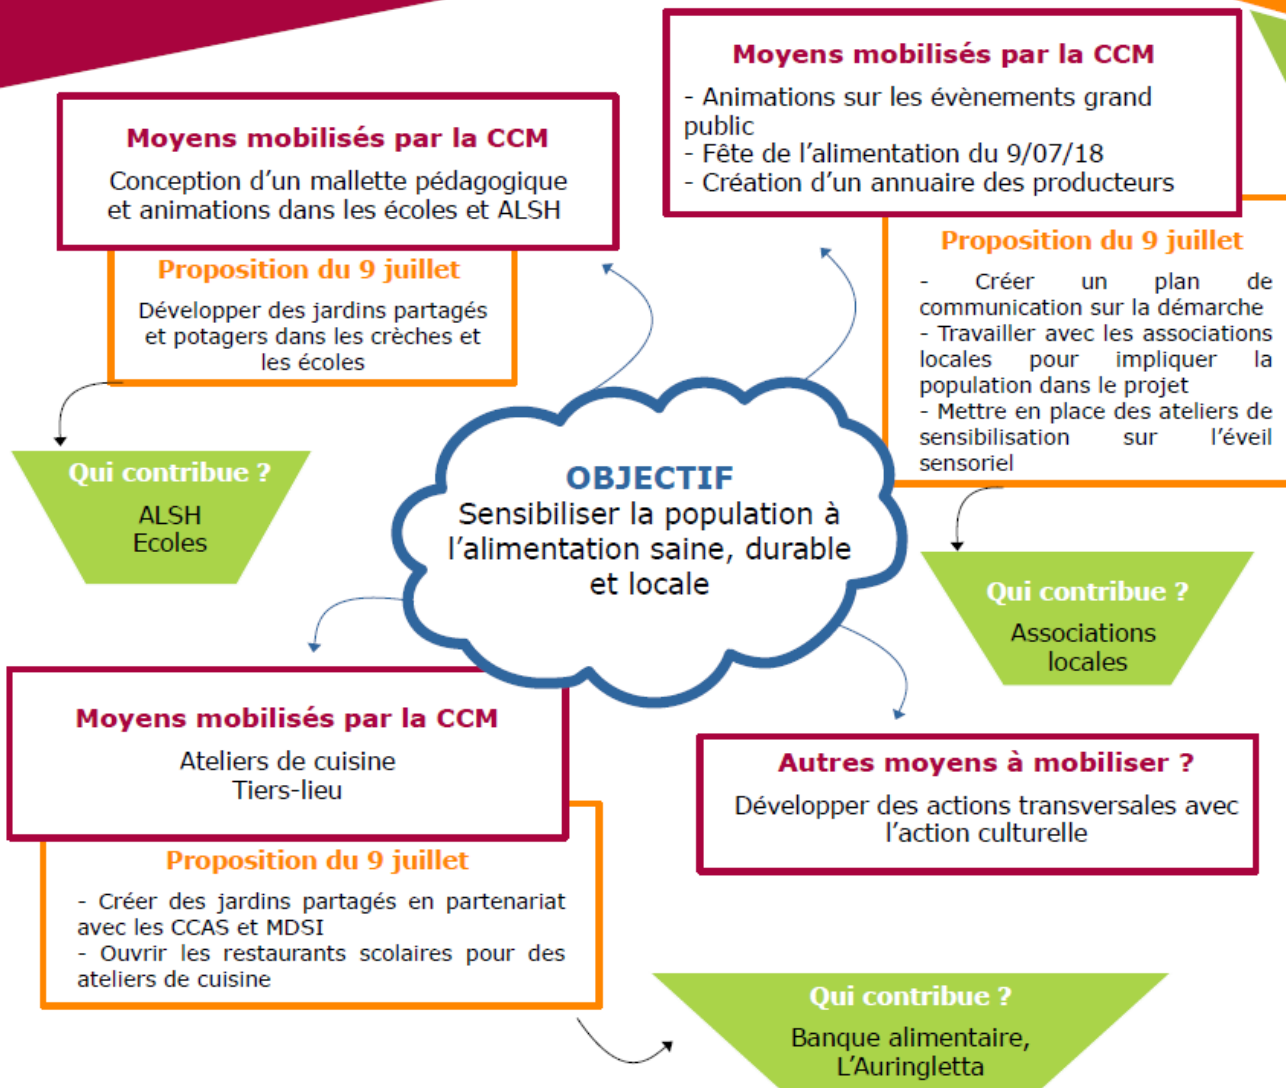 Moyens mobilisés par la CCM
- Animations sur les évènements grand
public
- Fête de l'alimentation du 9/07/18
- Création d'un annuaire des producteurs
Moyens mobilisés par la CCM
Conception d'un mallette pédagogique
et animations dans les écoles et ALSH
Proposition du 9 juillet
Développer des jardins partagés
et potagers dans les crèches et
les écoles
Proposition du 9 juillet
- Créer un plan de
communication sur la démarche
- Travailler avec les associations
locales pour impliquer la
population dans le projet
- Mettre en place des ateliers de
sensibilisation sur l'éveil
sensoriel
Qui contribue ?
ALSH
Ecoles
OBJECTIF
Sensibiliser la population à
l'alimentation saine, durable
et locale
Qui contribue ?
Associations
locales
Moyens mobilisés par la CCM
Ateliers de cuisine
Tiers-lieu
Autres moyens à mobiliser ?
Développer des actions transversales avec
l'action culturelle
Proposition du 9 juillet
- Créer des jardins partagés en partenariat
avec les CCAS et MDSI
- Ouvrir les restaurants scolaires pour des
ateliers de cuisine
Qui contribue ?
Banque alimentaire,
L'Auringletta